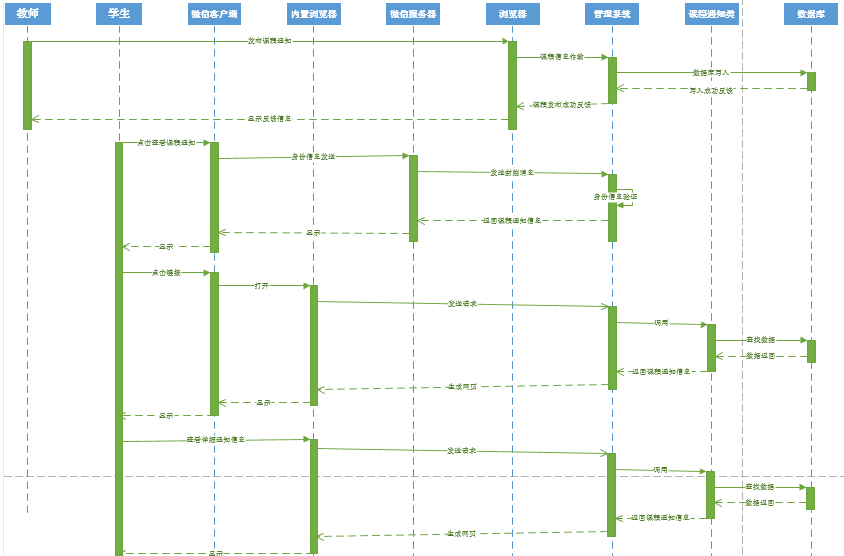 教师
学生
微信客户端
内置浏览器
微信服务器
浏览器
管理系统
课程通知类
数据库
发布课程通知
课程信息传输
数据库写入
写入成功反馈
课程发布成功反馈
显示反馈信息
点击查看课程通知
身份信息发送
发送封装消息
身份信息验证
返回课程通知信息
显示
显示
点击链接
打开
发送请求
调用
查找数据
数据返回
返回课程通知信息
生成网页
显示
显示
查看详细通知信息
发送请求
调用
查找数据
数据返回
返回课程通知信息
生成网页
显示